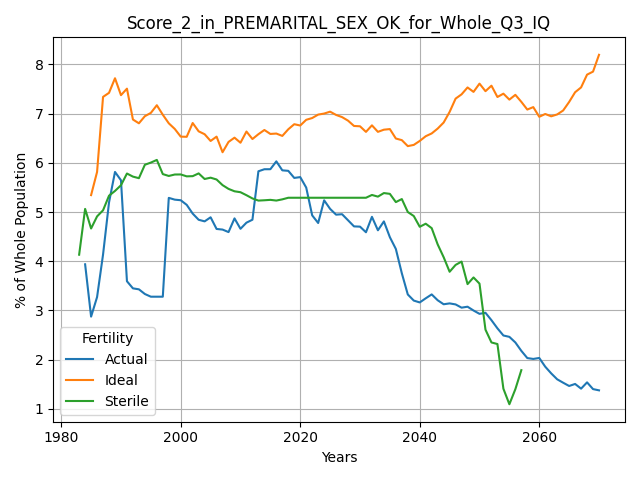 Score_2_in_PREMARITAL_SEX_OK_for_Whole_Q3_IQ
% of Whole Population
8
7
6
5
4
3
2
1
Fertility
Actual
Ideal
Sterile
1980 2000 2020 2040 2060
Years